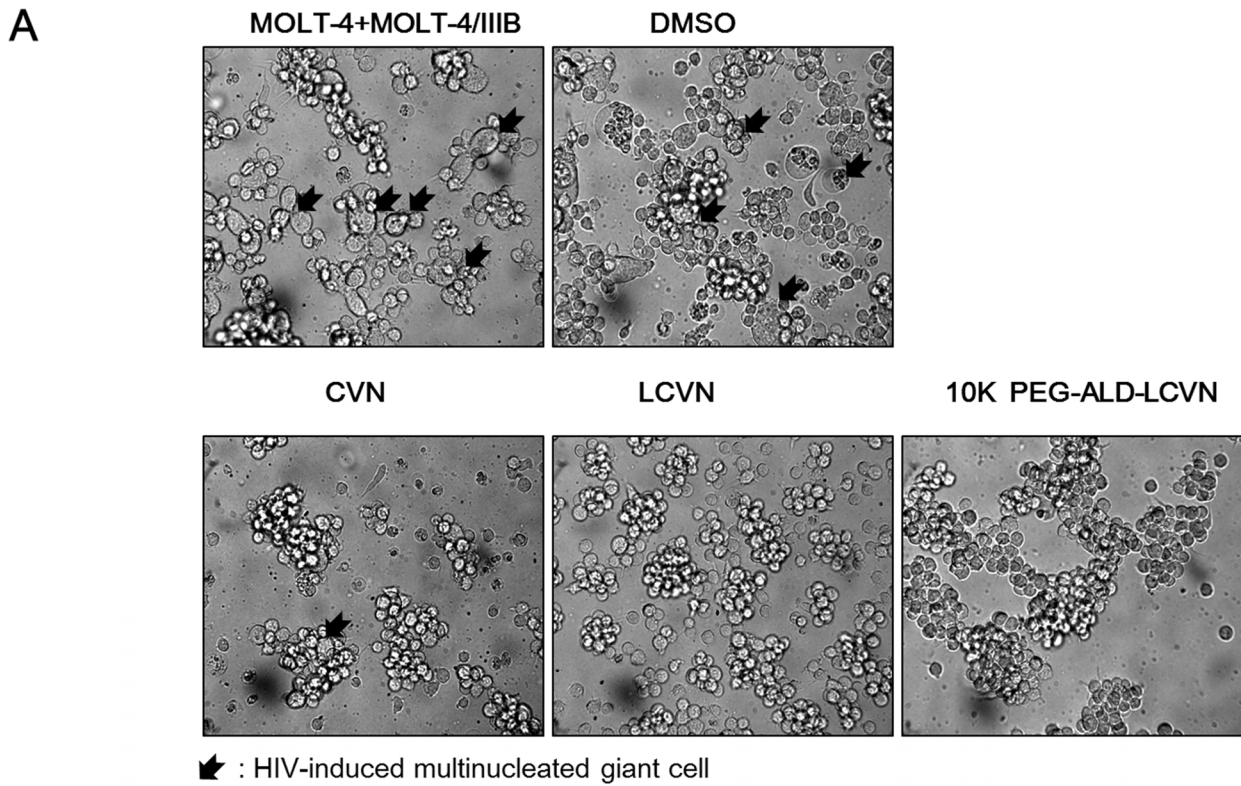 A
MOLT-4+MOLT-4/IIIB
DMSO
CVN
LCVN
10K PEG-ALD-LCVN
: HIV-induced multinucleated giant cell